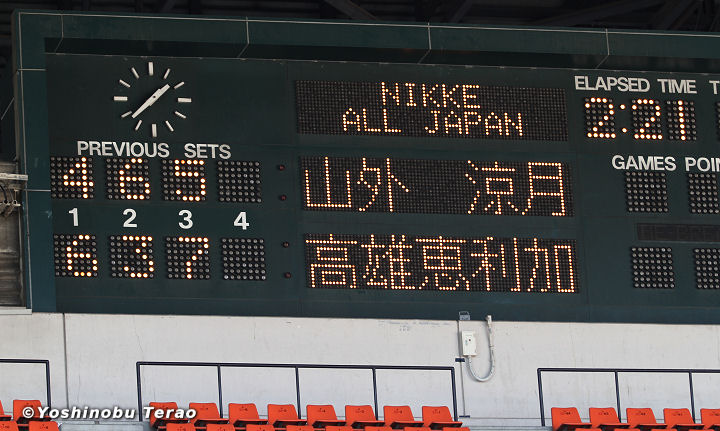 NIKKE
ALL JAPAN
ELAPSED TIME T
2:21
PREVIOUS SETS
GAMES POIN
4 6 5 山外 涼月
1 2 3 4
6 3 7 高雄恵利加
©Yoshinobu Terao